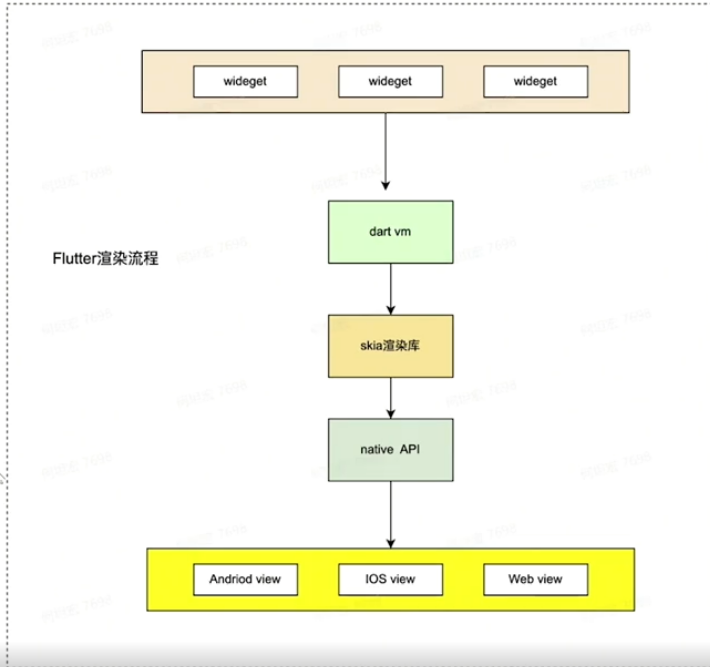 wideget
wideget
wideget
dart vm
Flutter渲染流程
skia渲染库
native API
Andriod view
IOS view
Web view